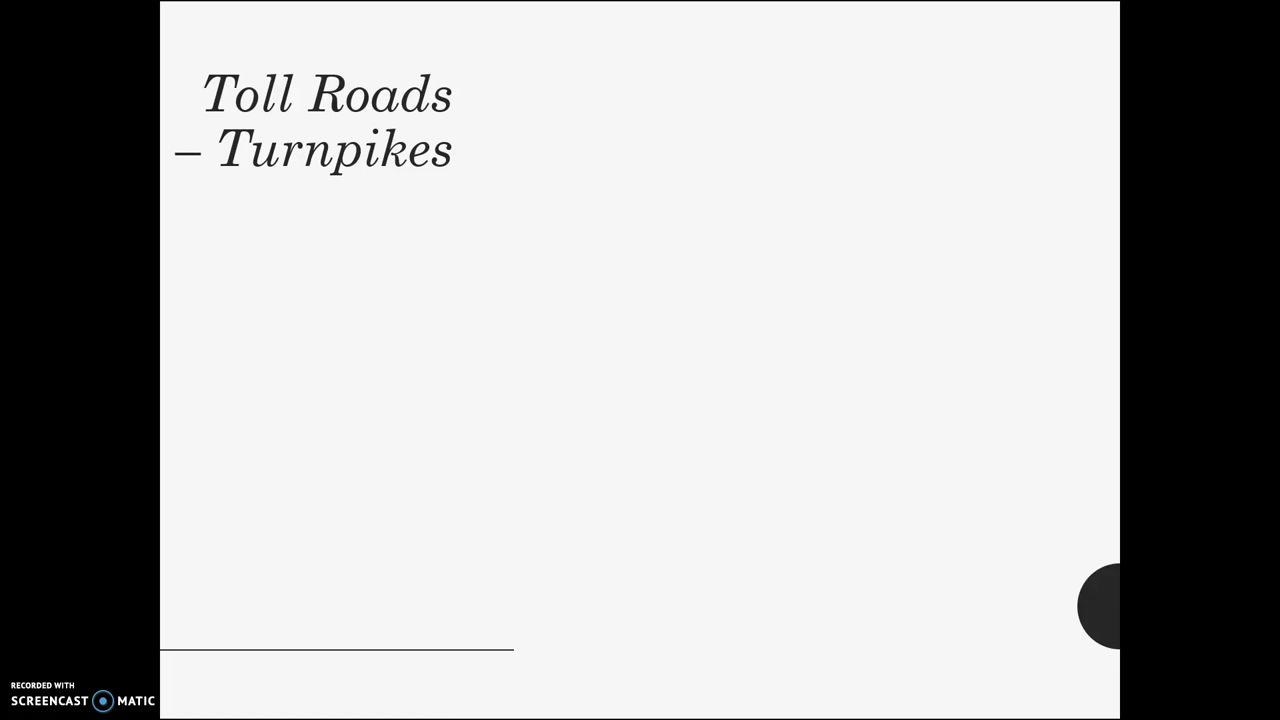 Toll Roads
– Turnpikes
RECORDED WITH
SCREENCAST MATIC